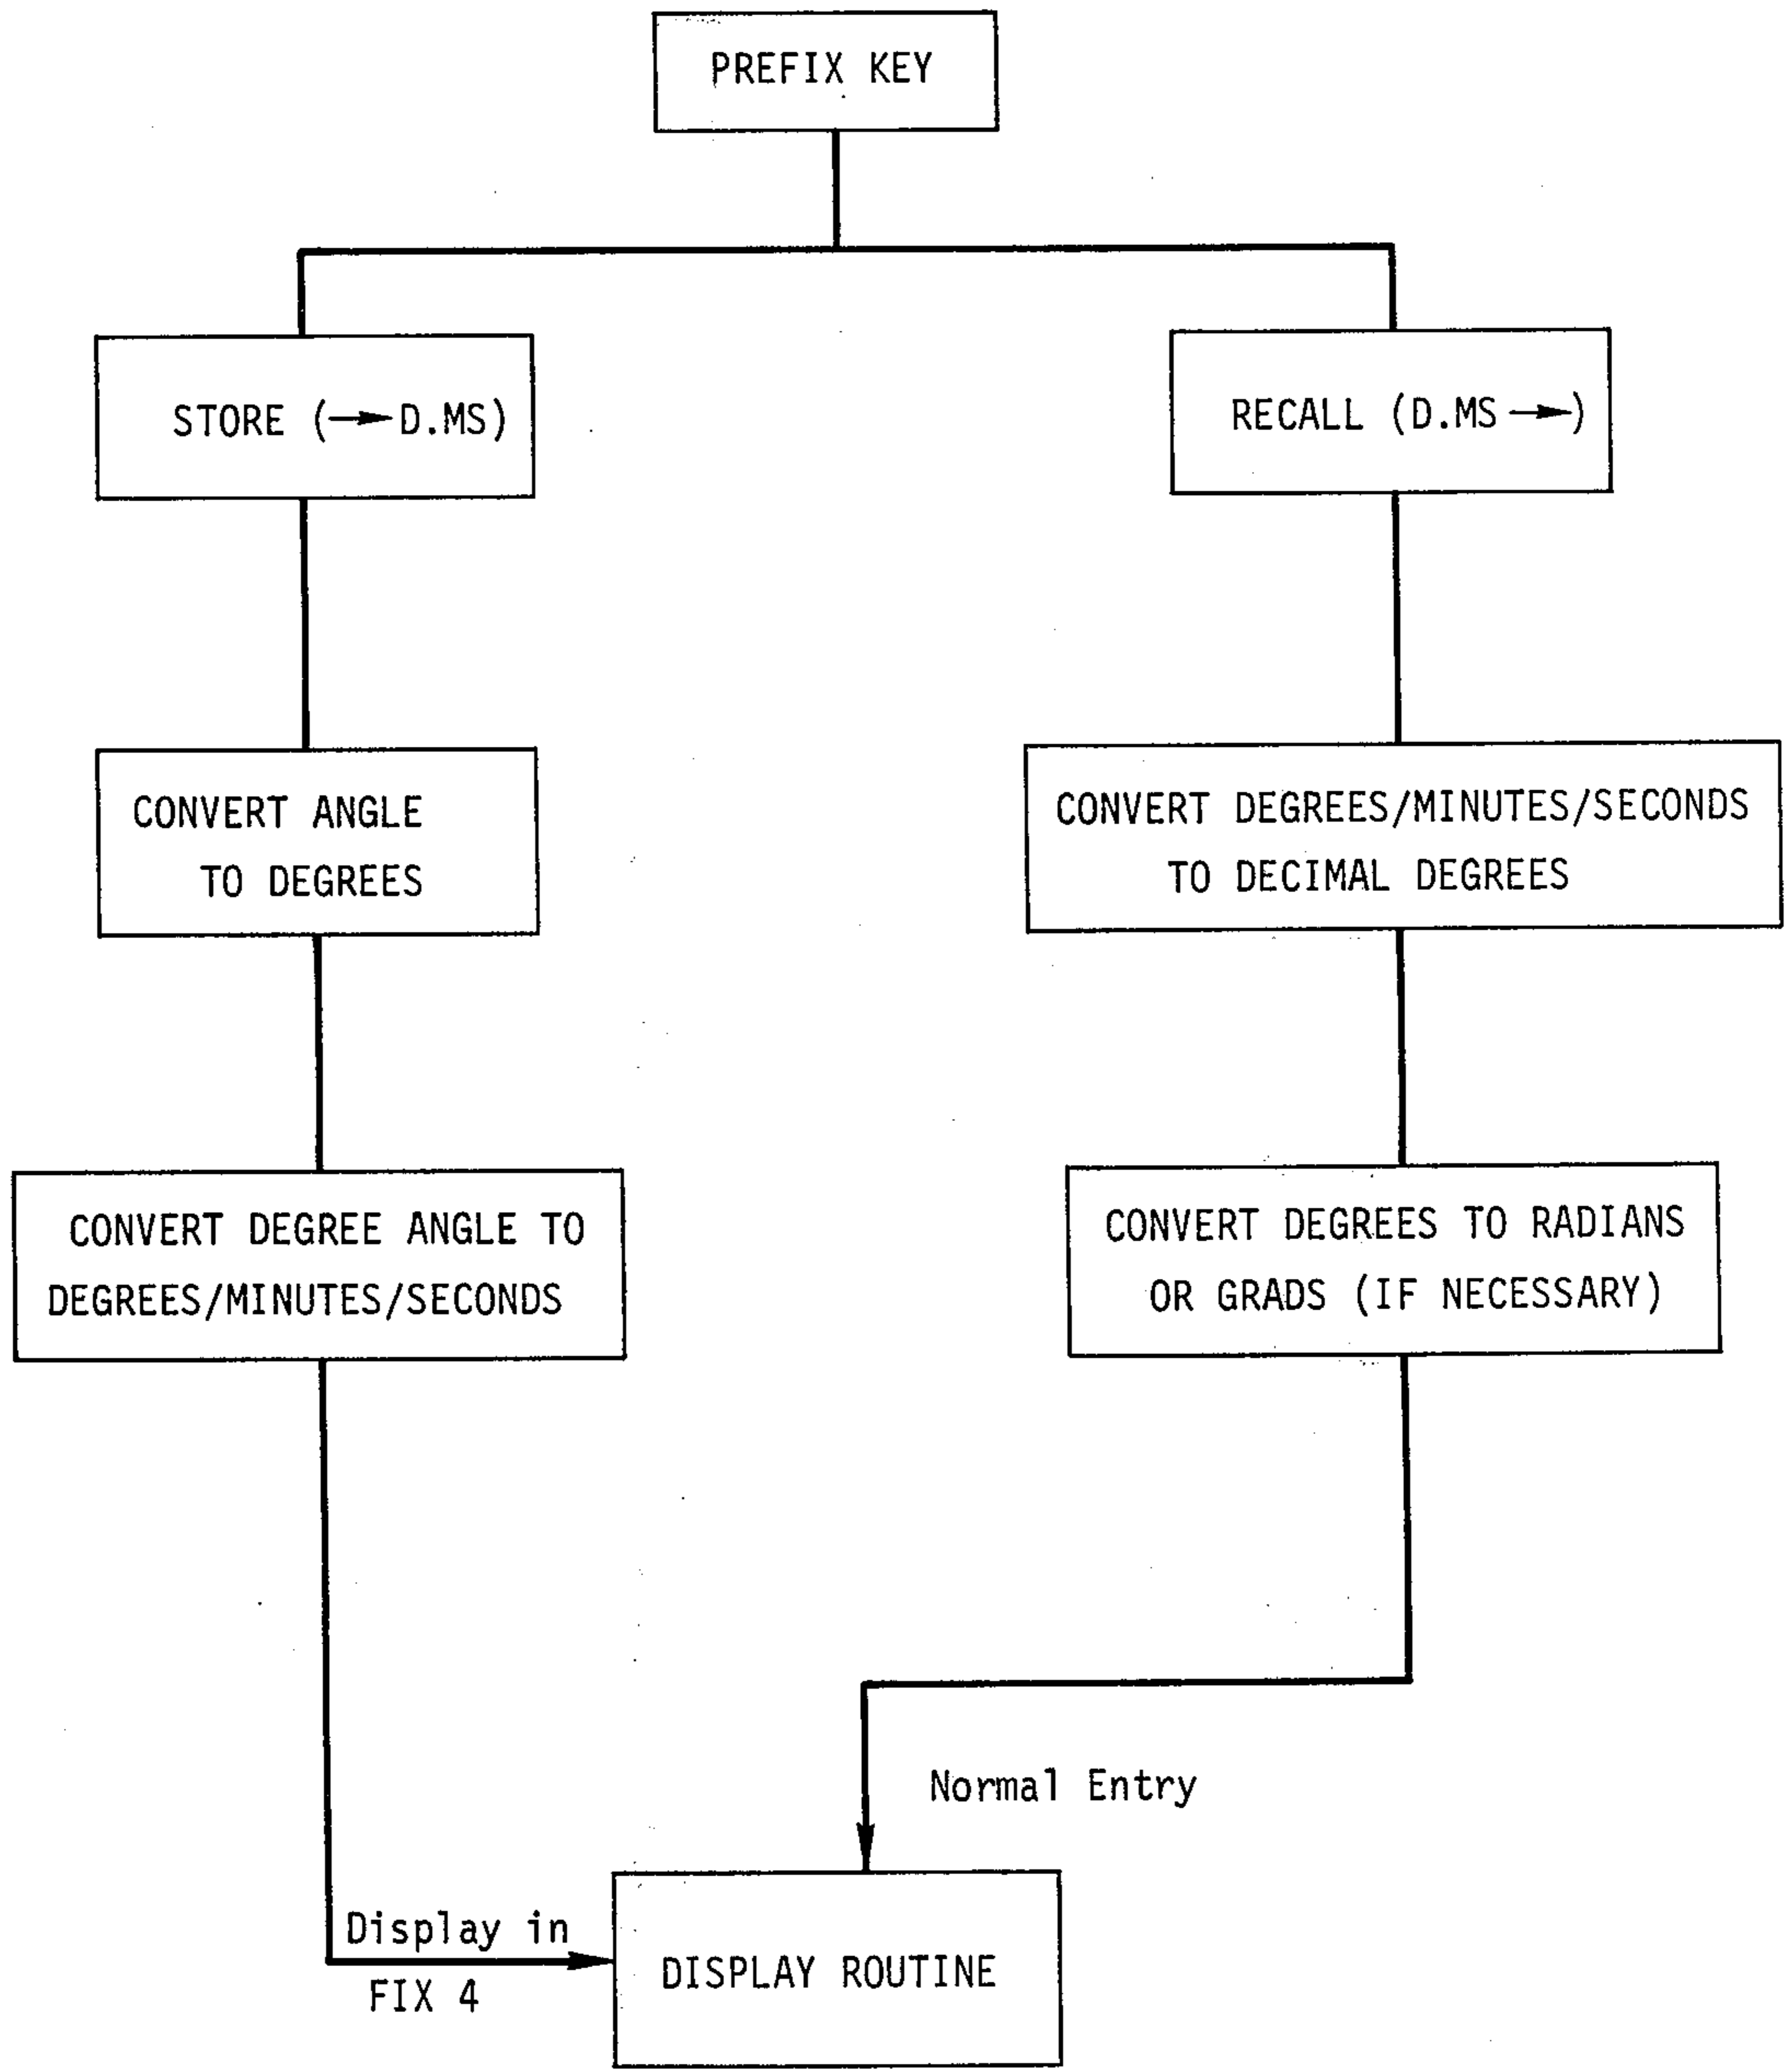 PREFIX KEY
STORE (→D.MS)
RECALL (D.MS→)
CONVERT ANGLE
TO DEGREES
CONVERT DEGREES/MINUTES/SECONDS
TO DECIMAL DEGREES
CONVERT DEGREE ANGLE TO
DEGREES/MINUTES/SECONDS
CONVERT DEGREES TO RADIANS
OR GRADS (IF NECESSARY)
Normal Entry
Display in
FIX 4
DISPLAY ROUTINE